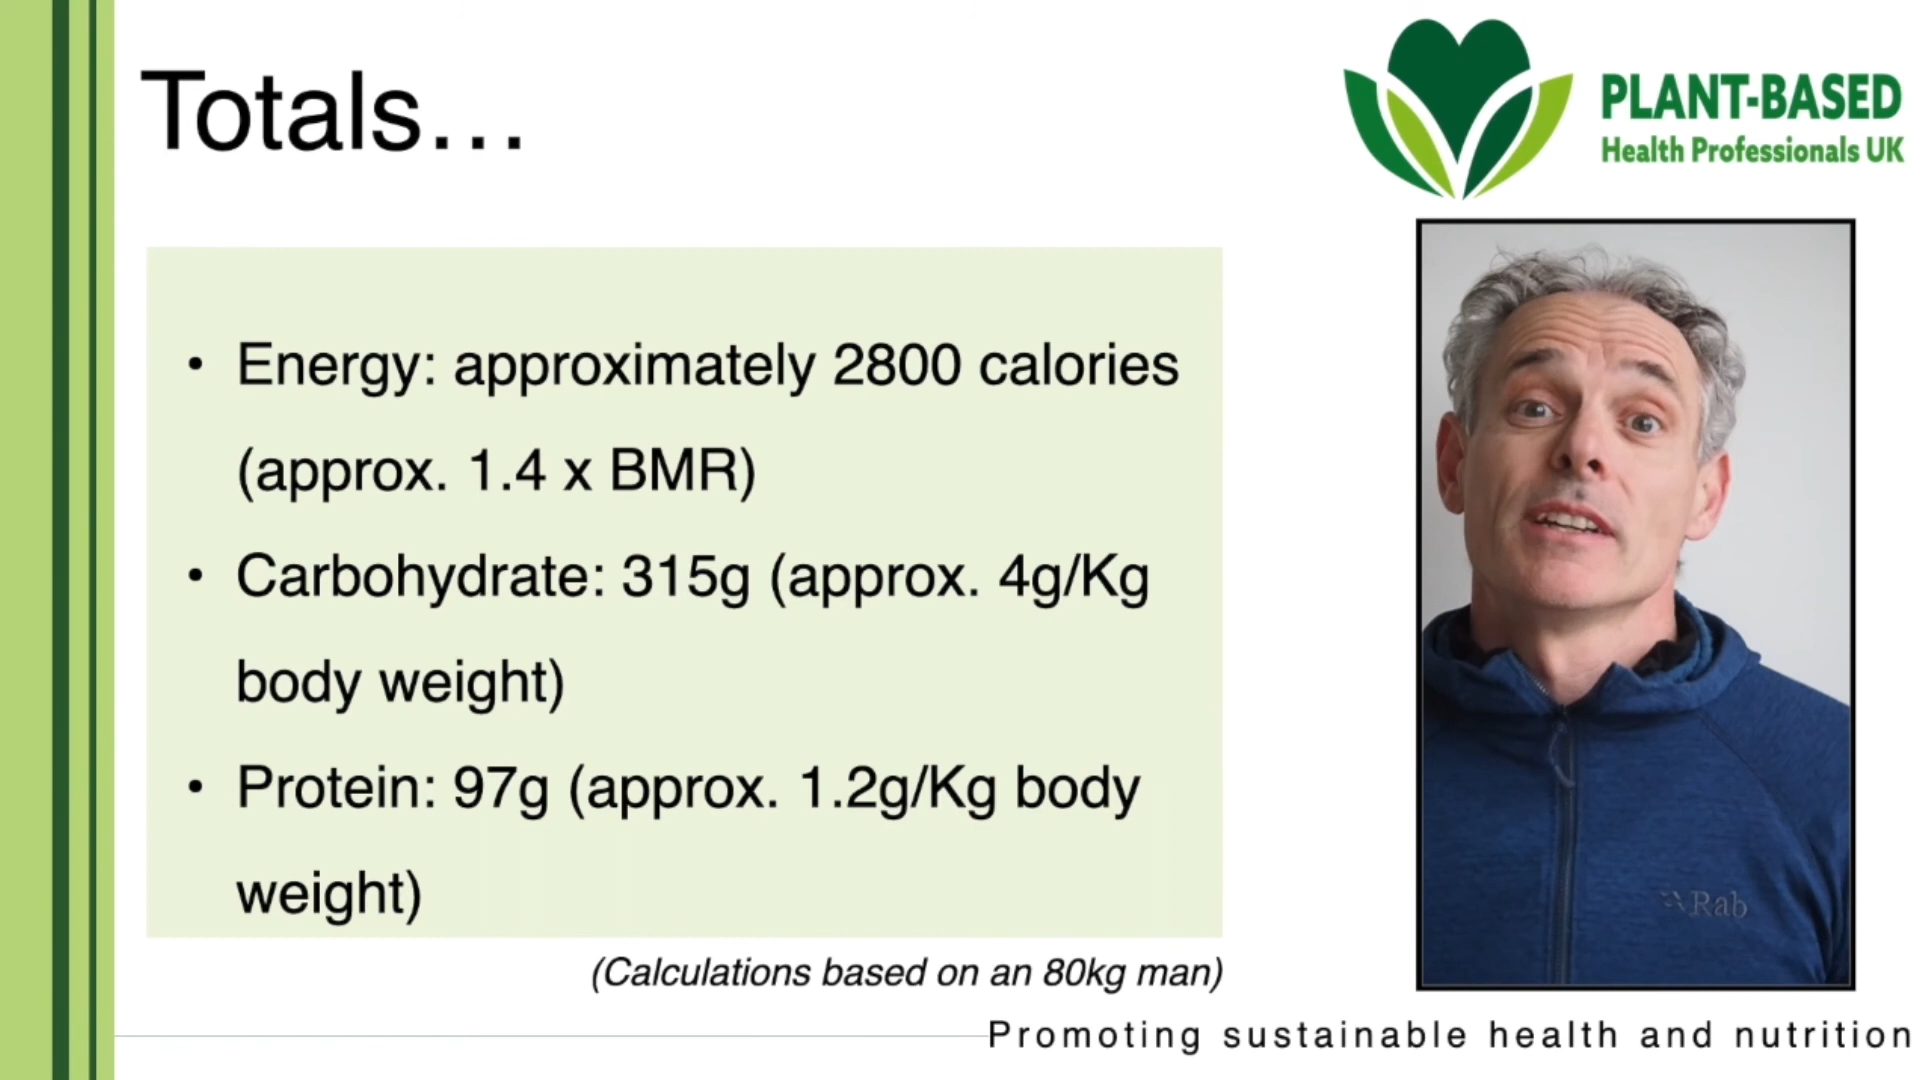 Totals…
PLANT-BASED
Health Professionals UK
• Energy: approximately 2800 calories
(approx. 1.4 x BMR)
• Carbohydrate: 315g (approx. 4g/Kg
body weight)
• Protein: 97g (approx. 1.2g/Kg body
weight)
Rab
(Calculations based on an 80kg man)
Promoting sustainable health and nutrition